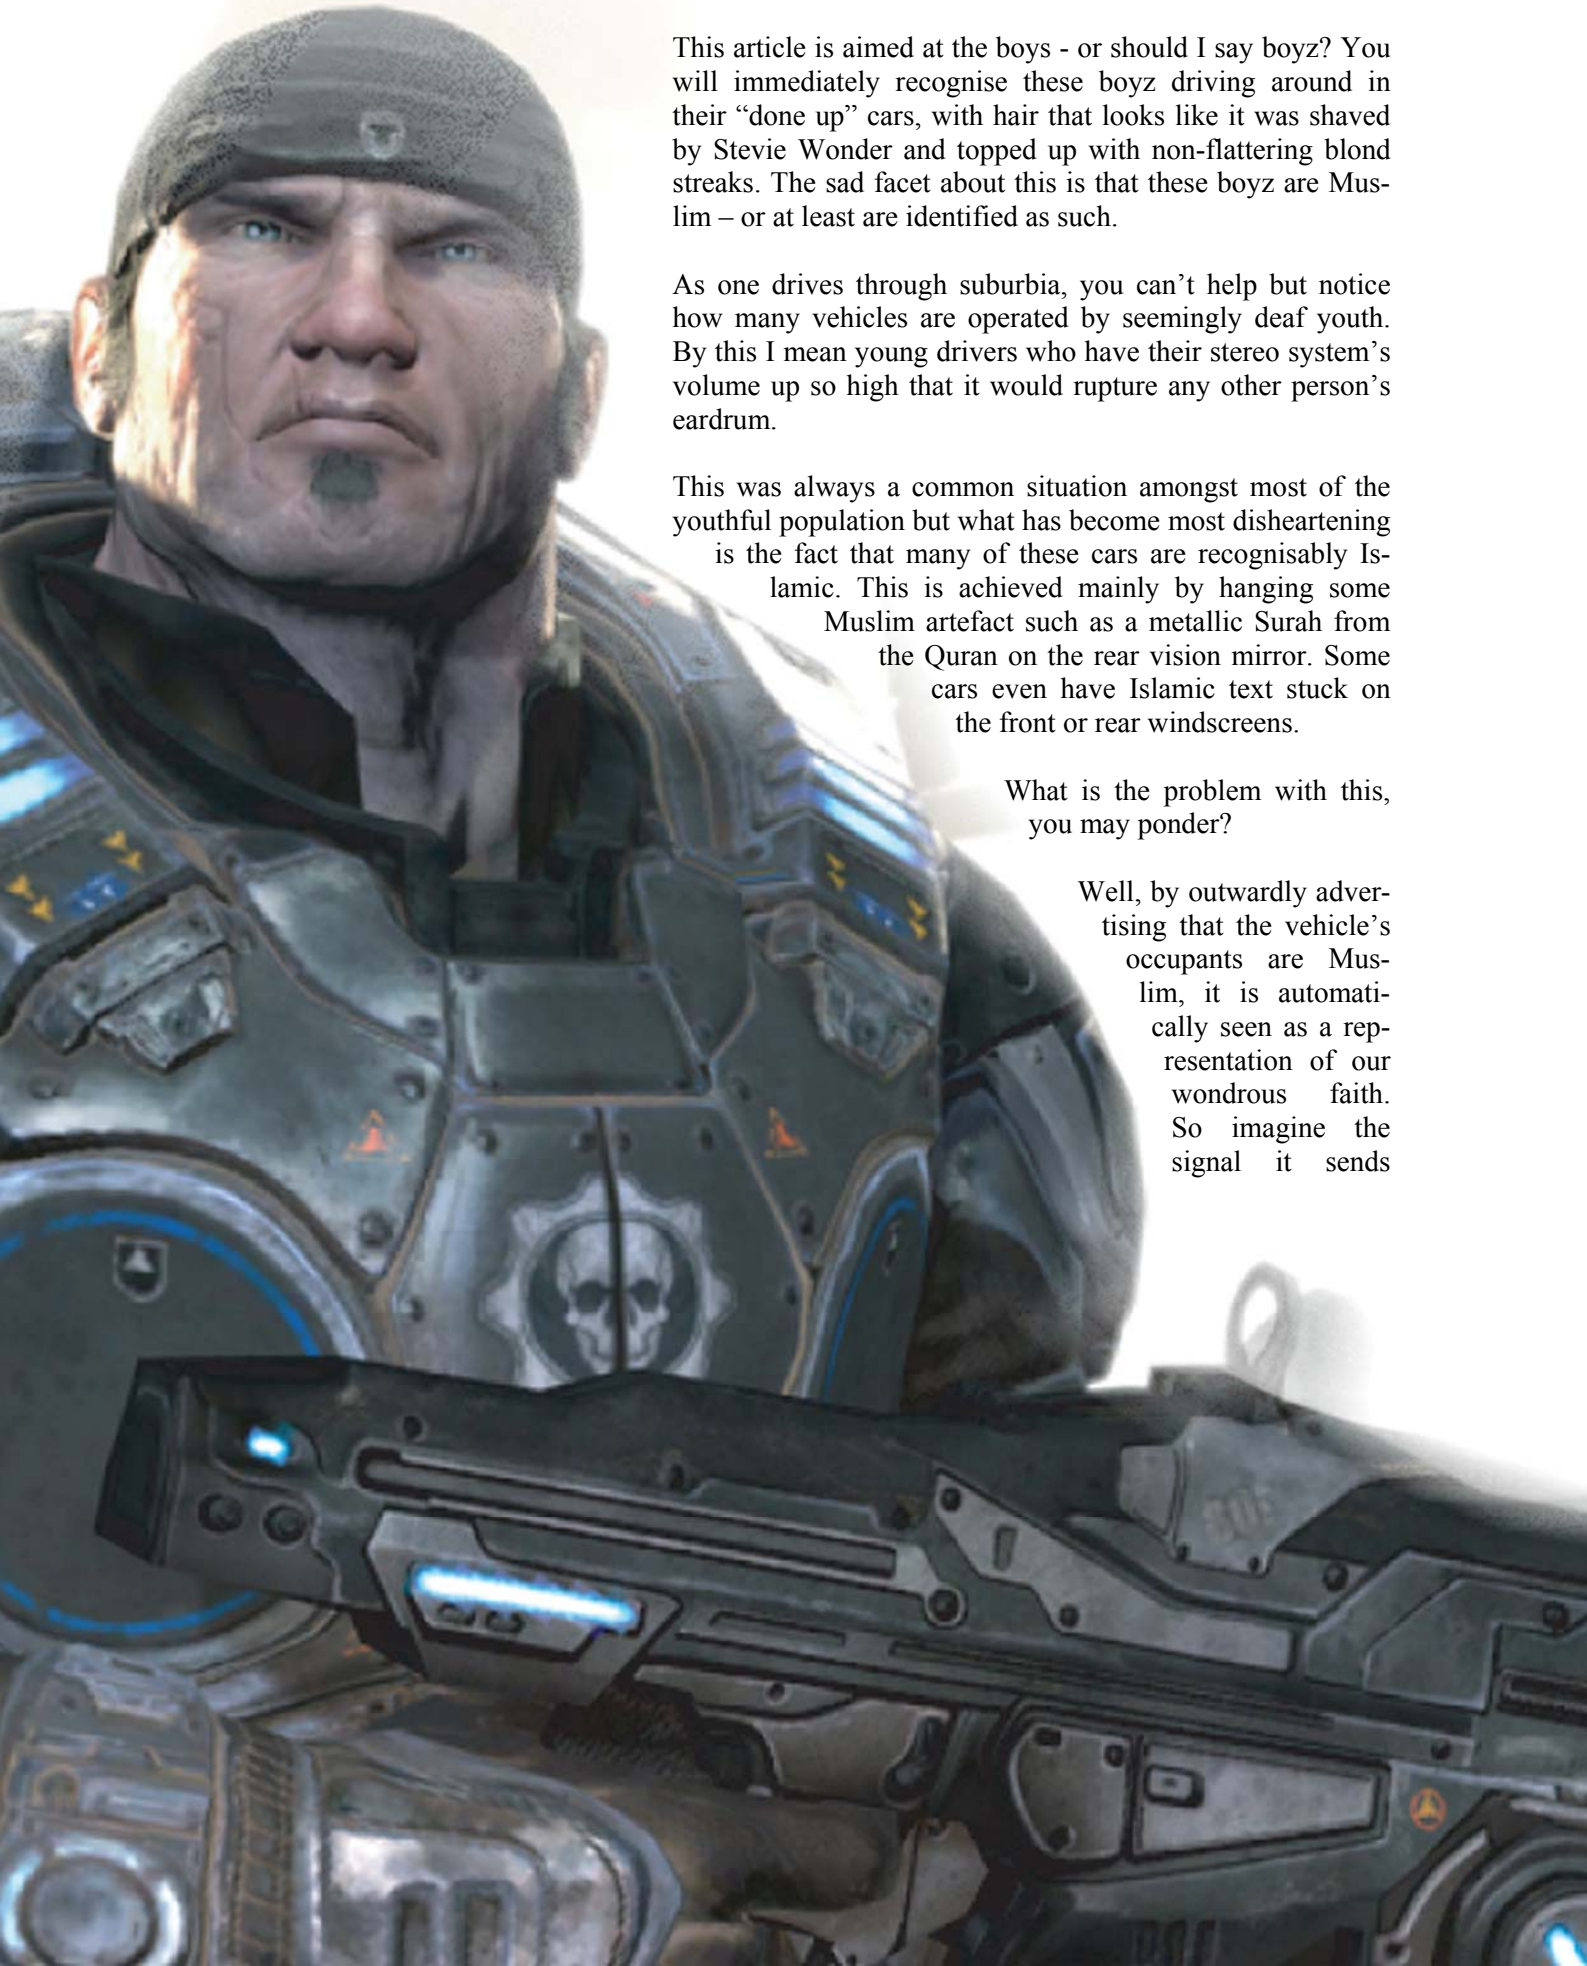 This article is aimed at the boys - or should I say boyz? You
will immediately recognise these boyz driving around in
their “done up” cars, with hair that looks like it was shaved
by Stevie Wonder and topped up with non-flattering blond
streaks. The sad facet about this is that these boyz are Mus-
lim – or at least are identified as such.
As one drives through suburbia, you can’t help but notice
how many vehicles are operated by seemingly deaf youth.
By this I mean young drivers who have their stereo system’s
volume up so high that it would rupture any other person’s
eardrum.
This was always a common situation amongst most of the
youthful population but what has become most disheartening
is the fact that many of these cars are recognisably Is-
lamic. This is achieved mainly by hanging some
Muslim artefact such as a metallic Surah from
the Quran on the rear vision mirror. Some
cars even have Islamic text stuck on
the front or rear windscreens.
What is the problem with this,
you may ponder?
Well, by outwardly adver-
tising that the vehicle’s
occupants are Mus-
lim, it is automati-
cally seen as a rep-
resentation of our
wondrous faith.
So imagine the
signal it sends